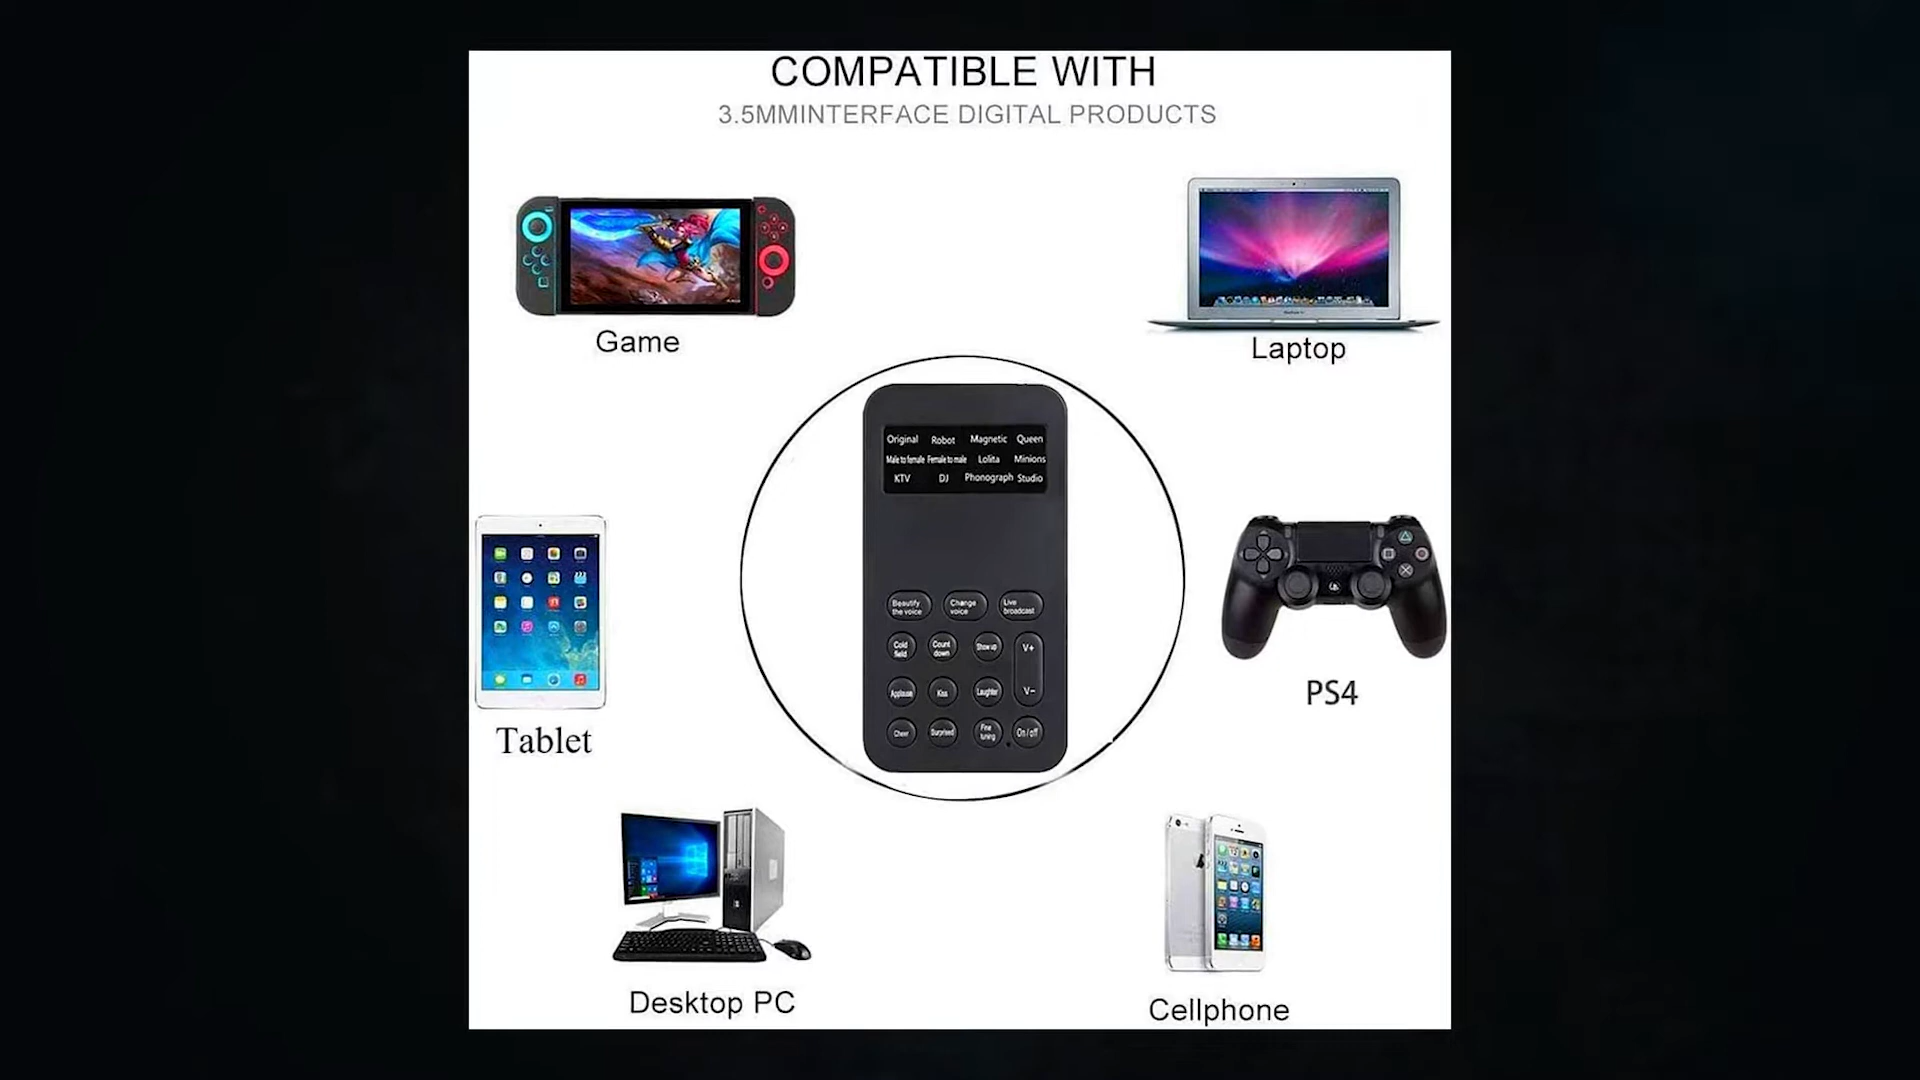 COMPATIBLE WITH
3.5MMINTERFACE DIGITAL PRODUCTS
Game
Laptop
Original Robot Magnetic Queen
Male to female Female to male Lolita Minions
KTV DJ Phonograph Studio
Beautify the voice
Change voice
Live broadcast
Cold field
Count down
Show up
V+
Applause
Kiss
Laughter
V-
Cheer
Surprised
Fine tuning
On / off
Tablet
PS4
Desktop PC
Cellphone